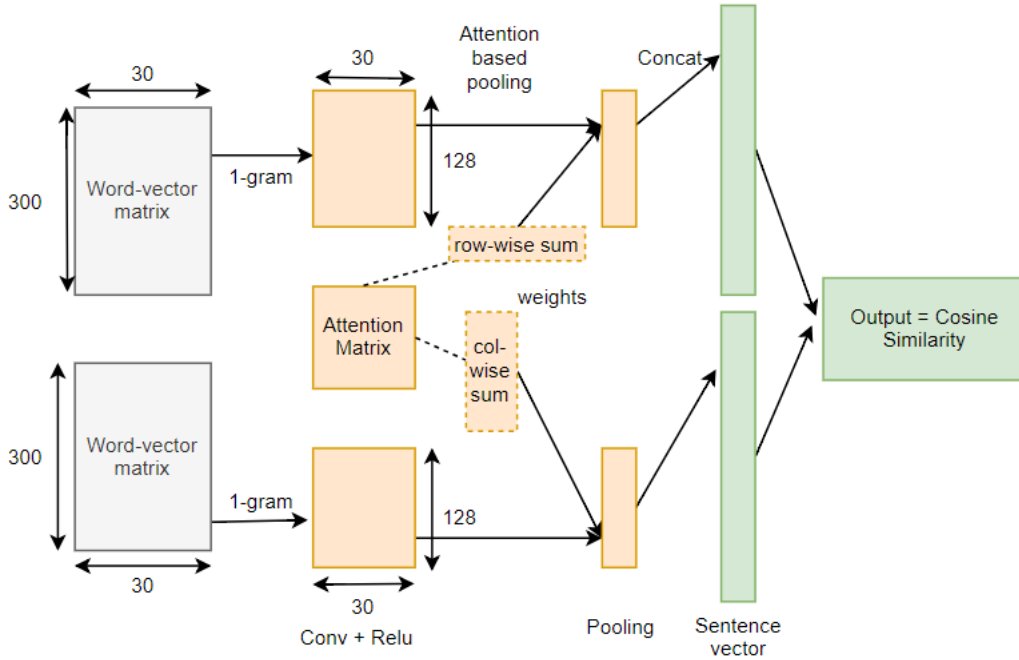 Attention
based
pooling
30
Concat
30
300
Word-vector
matrix
1-gram
128
row-wise sum
weights
Attention
Matrix
col-
wise
sum
Output = Cosine
Similarity
300
Word-vector
matrix
1-gram
128
30
30
Conv + Relu
Pooling
Sentence
vector